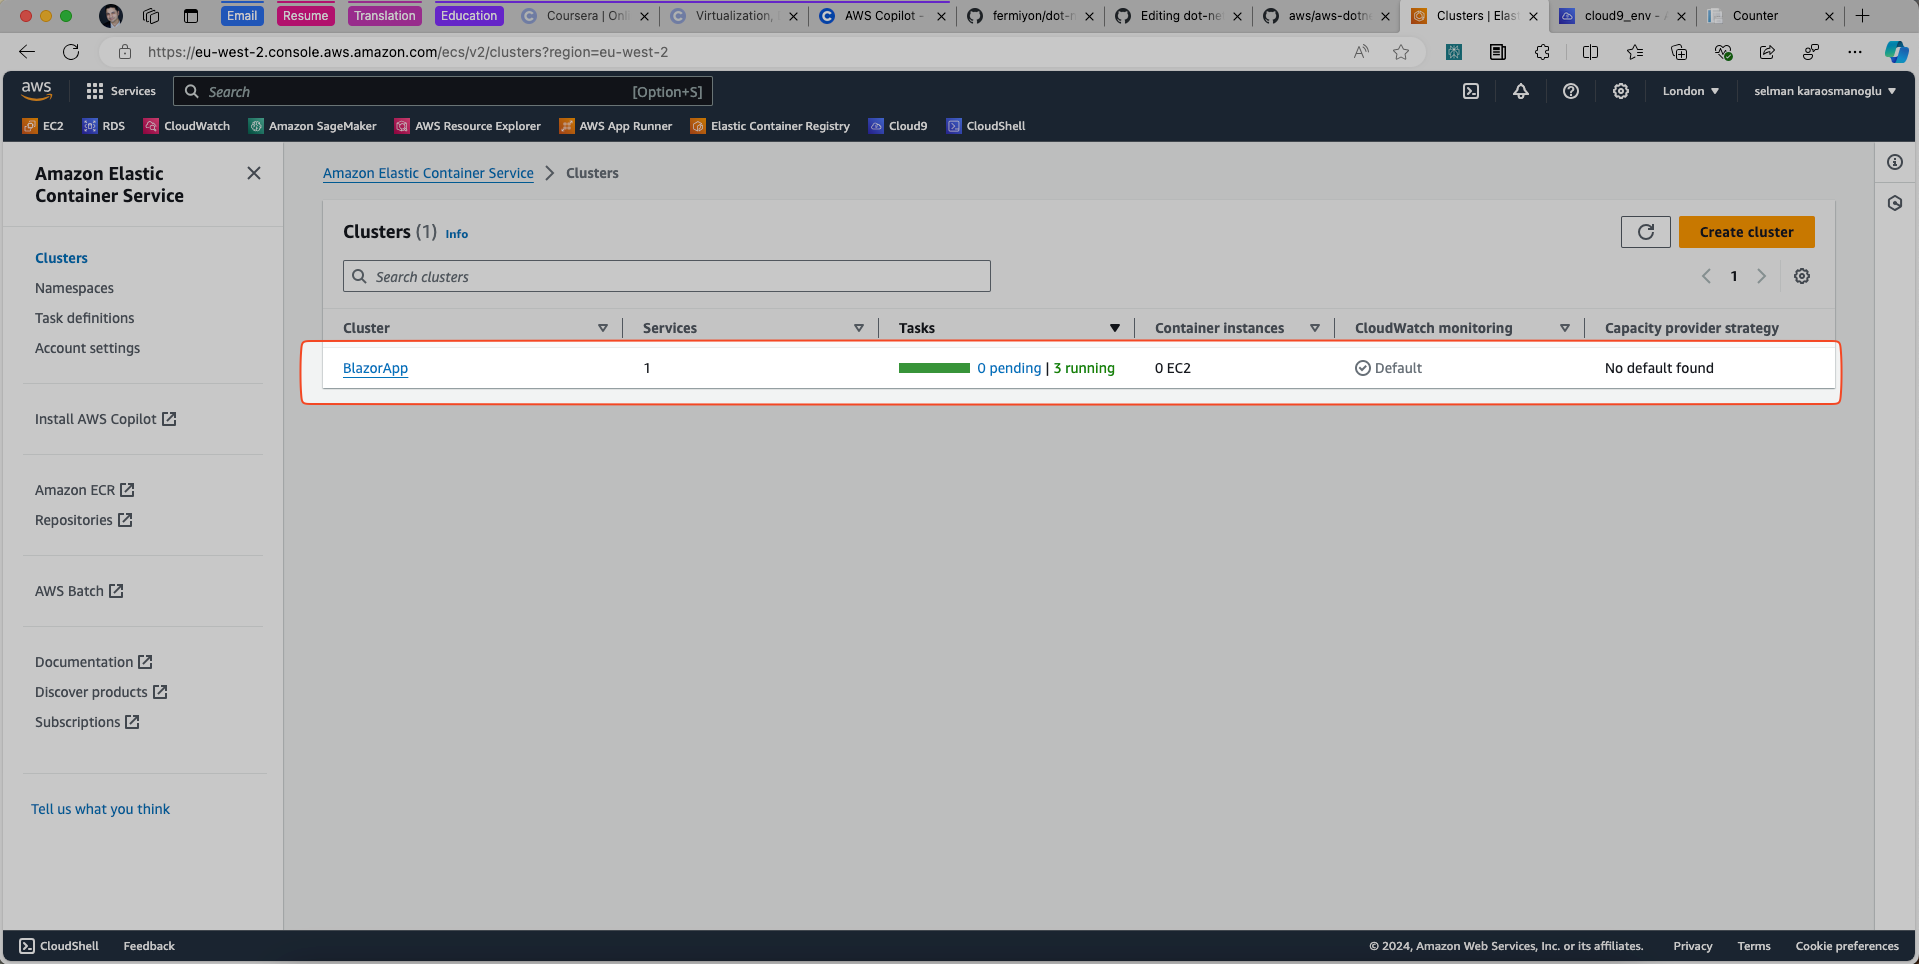 Email Resume Translation Education Coursera | Onli Virtualization, AWS Copilot - fermiyon/dot-n Editing dot-ne aws/aws-dotn Clusters | Elast cloud9_env - Counter
https://eu-west-2.console.aws.amazon.com/ecs/v2/clusters?region=eu-west-2
aws Services Search [Option+S] London selman karaosmanoglu
EC2 RDS CloudWatch Amazon SageMaker AWS Resource Explorer AWS App Runner Elastic Container Registry Cloud9 CloudShell
Amazon Elastic
Container Service
Clusters
Namespaces
Task definitions
Account settings
Install AWS Copilot
Amazon ECR
Repositories
AWS Batch
Documentation
Discover products
Subscriptions
Tell us what you think
Amazon Elastic Container Service Clusters
Clusters (1) Info
Create cluster
Search clusters
1
Cluster Services Tasks Container instances CloudWatch monitoring Capacity provider strategy
BlazorApp 1 0 pending | 3 running 0 EC2 Default No default found
CloudShell Feedback © 2024, Amazon Web Services, Inc. or its affiliates. Privacy Terms Cookie preferences